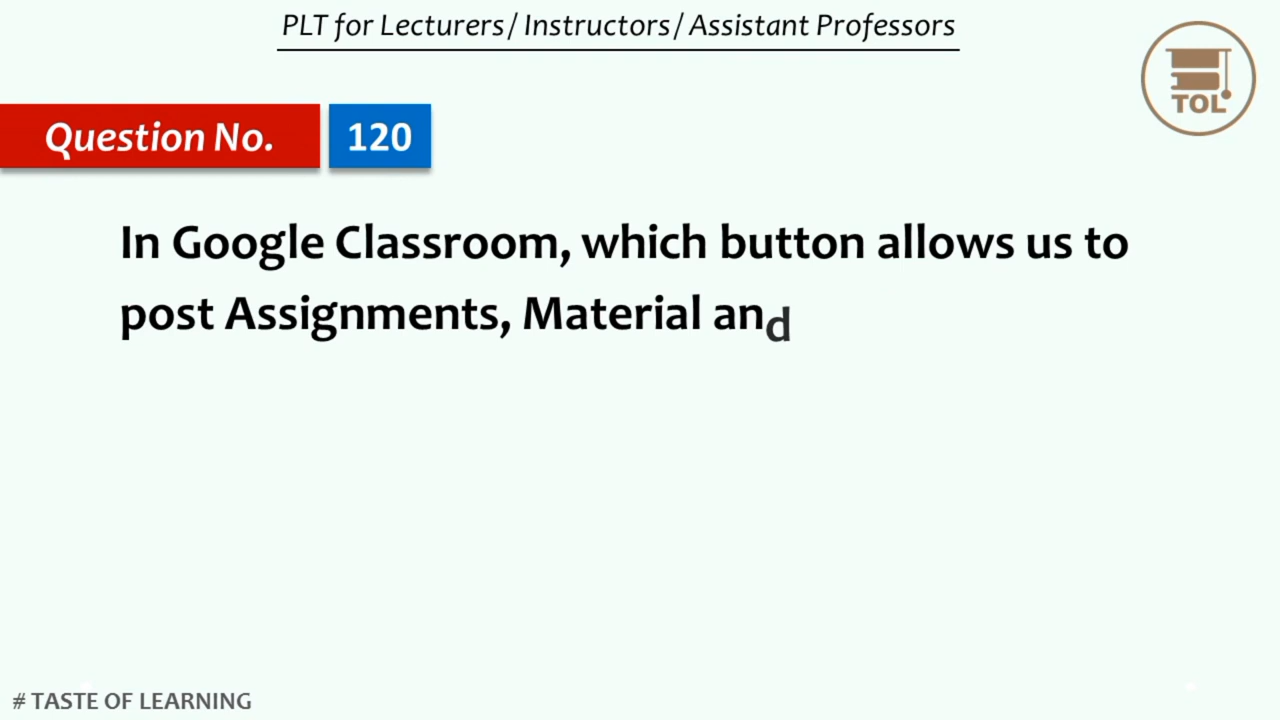 PLT for Lecturers/ Instructors/ Assistant Professors
TOL
Question No. 120
In Google Classroom, which button allows us to
post Assignments, Material and
# TASTE OF LEARNING